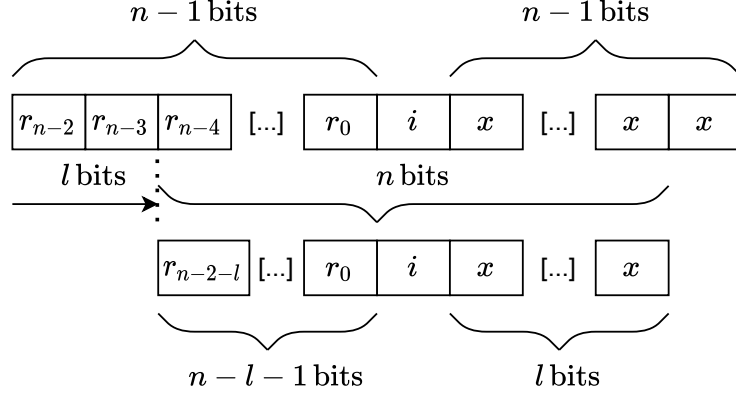 n − 1 bits n − 1 bits
r_{n−2} r_{n−3} r_{n−4} [...] r_0 i x [...] x x
l bits n bits
r_{n−2−l} [...] r_0 i x [...] x
n − l − 1 bits l bits